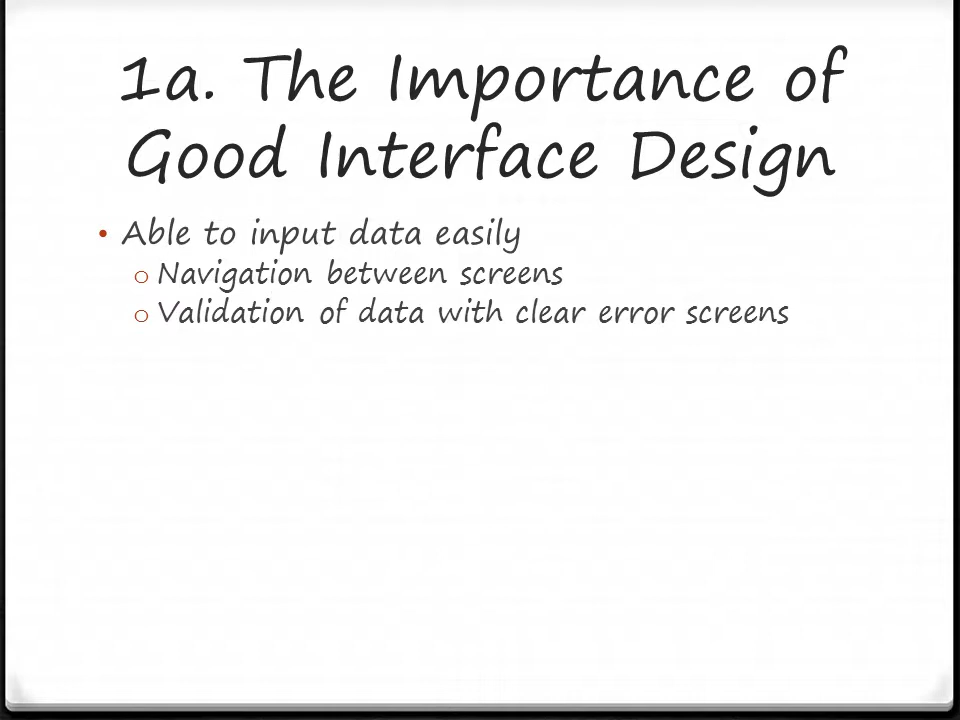 1a. The Importance of
Good Interface Design
• Able to input data easily
o Navigation between screens
o Validation of data with clear error screens